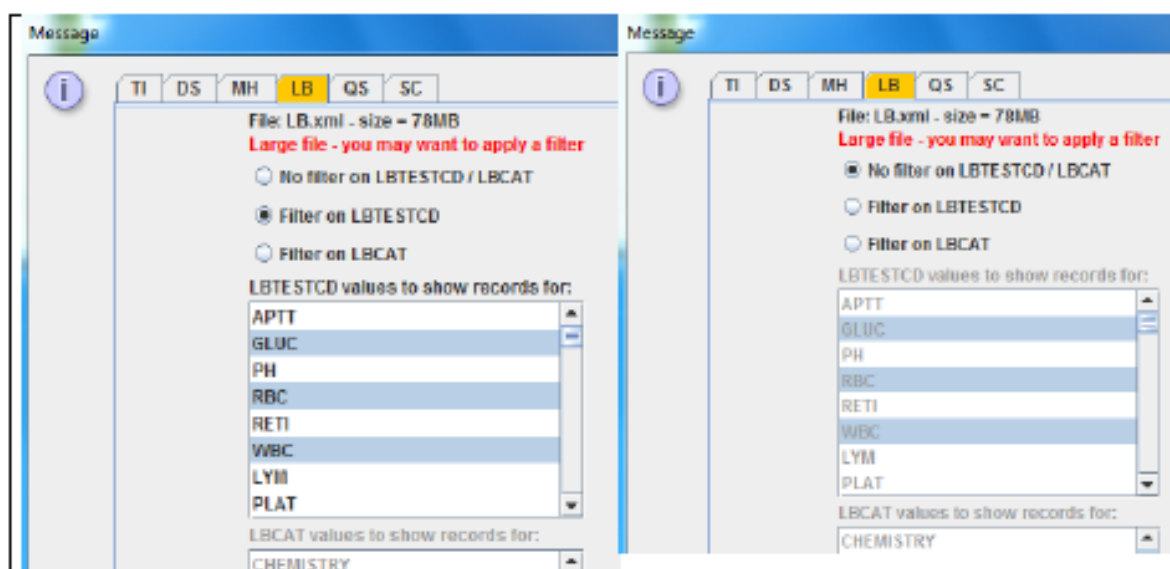 Message
TI DS MH LB QS SC
File: LB.xml - size = 78MB
Large file - you may want to apply a filter
No filter on LBTESTCD / LBCAT
Filter on LBTESTCD
Filter on LBCAT
LBTESTCD values to show records for:
APTT
GLUC
PH
RBC
RETI
WBC
LYM
PLAT
LBCAT values to show records for:
CHEMISTRY
Message
TI DS MH LB QS SC
File: LB.xml - size = 78MB
Large file - you may want to apply a filter
No filter on LBTESTCD / LBCAT
Filter on LBTESTCD
Filter on LBCAT
LBTESTCD values to show records for:
APTT
GLUC
PH
RBC
RETI
WBC
LYM
PLAT
LBCAT values to show records for:
CHEMISTRY